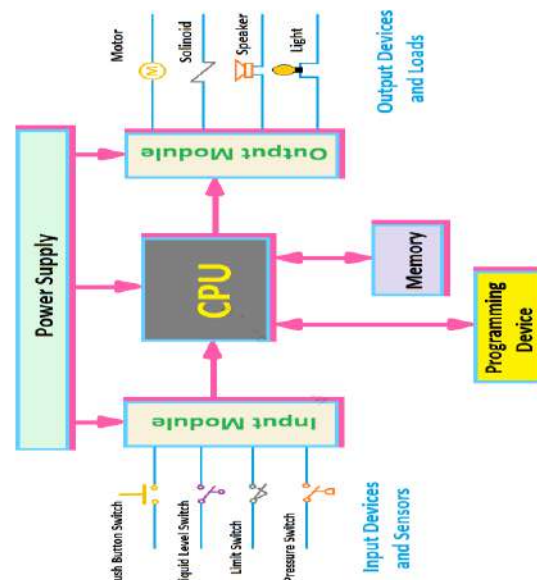 Power Supply
Input Module
CPU
Output Module
Memory
Programming
Device
ush Button Switch
iquid Level Switch
Limit Switch
Pressure Switch
Input Devices
and Sensors
Motor
M
Solinoid
Speaker
Light
Output Devices
and Loads